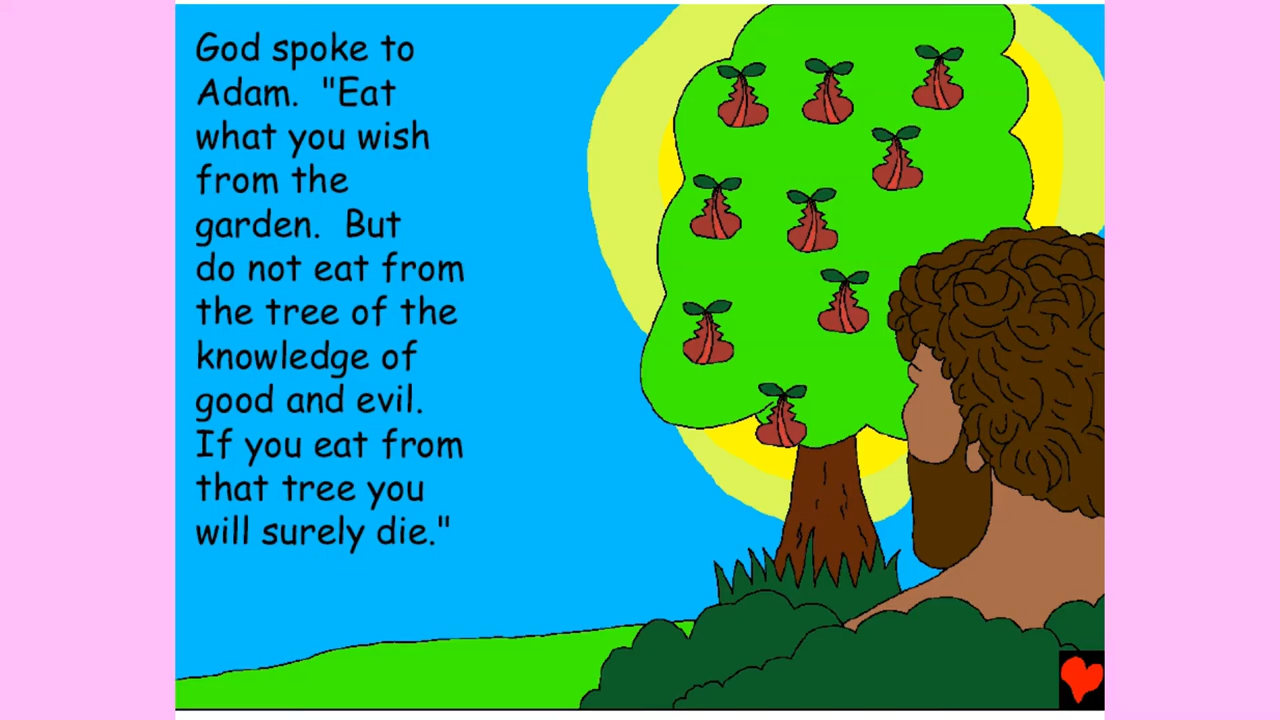 God spoke to
Adam.  "Eat
what you wish
from the
garden.  But
do not eat from
the tree of the
knowledge of
good and evil.
If you eat from
that tree you
will surely die."